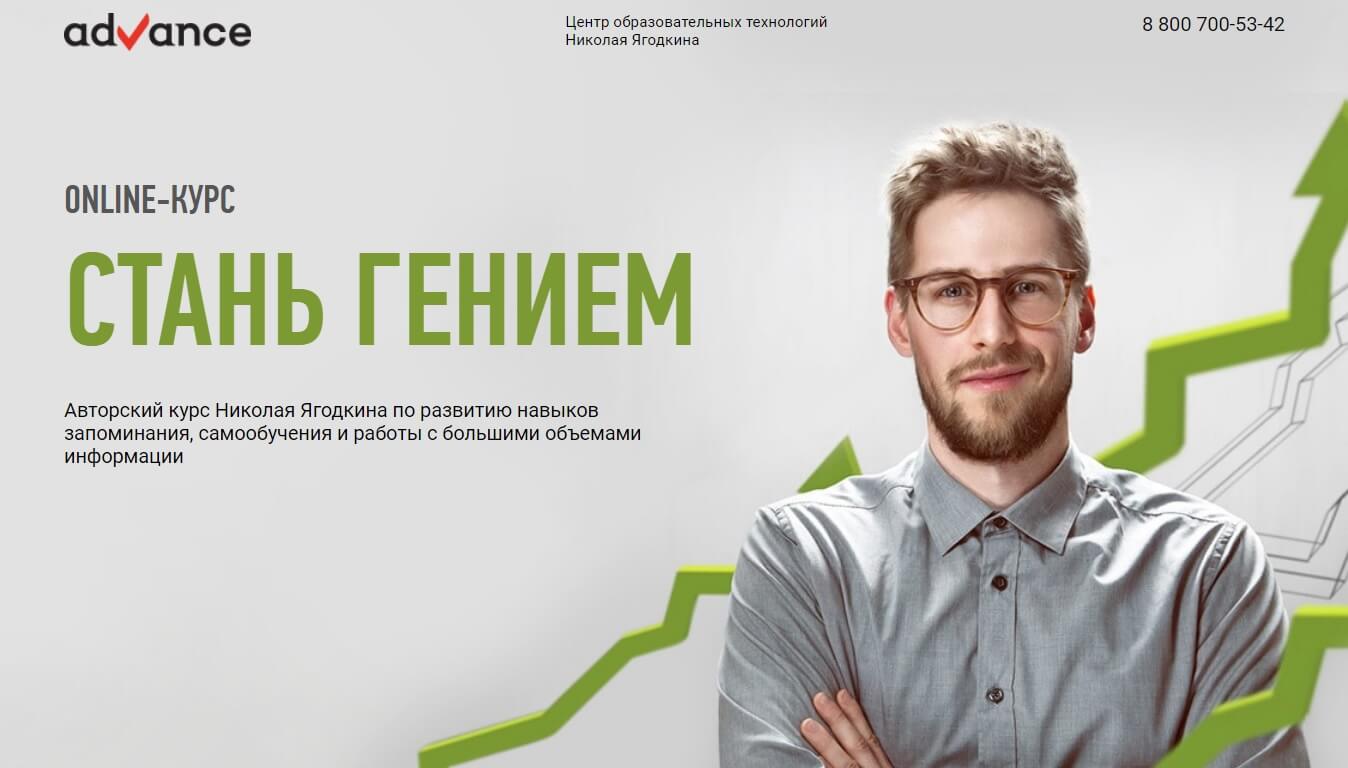 advance
Центр образовательных технологий
Николая Ягодкина
8 800 700-53-42
ONLINE-КУРС
СТАНЬ ГЕНИЕМ
Авторский курс Николая Ягодкина по развитию навыков
запоминания, самообучения и работы с большими объемами
информации